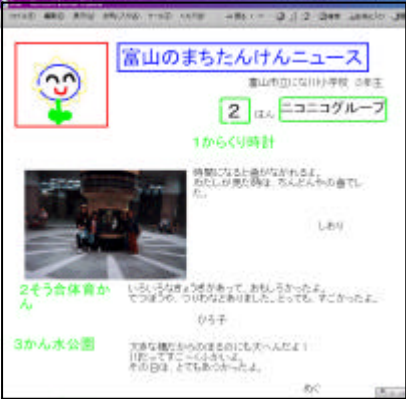 富山のまちたんけんニュース
富山市立になり川小学校 3年生
2 はん ニコニコグループ
1からくり時計
時間になると曲がながれるよ。
わたしが見た時は、ちんどんやの曲でし
た。
しおり
2そう合体育か
ん
いろいろなきょうぎがあって、おもしろかったよ。
てつぼうや、つりわなどありました。とっても、すごかったよ。
ひろ子
3かん水公園
大きな橋だからのぼるのにも大へんだよ!
川だってすごーくふかいよ。
その日は、とてもあつかったよ。
めぐ